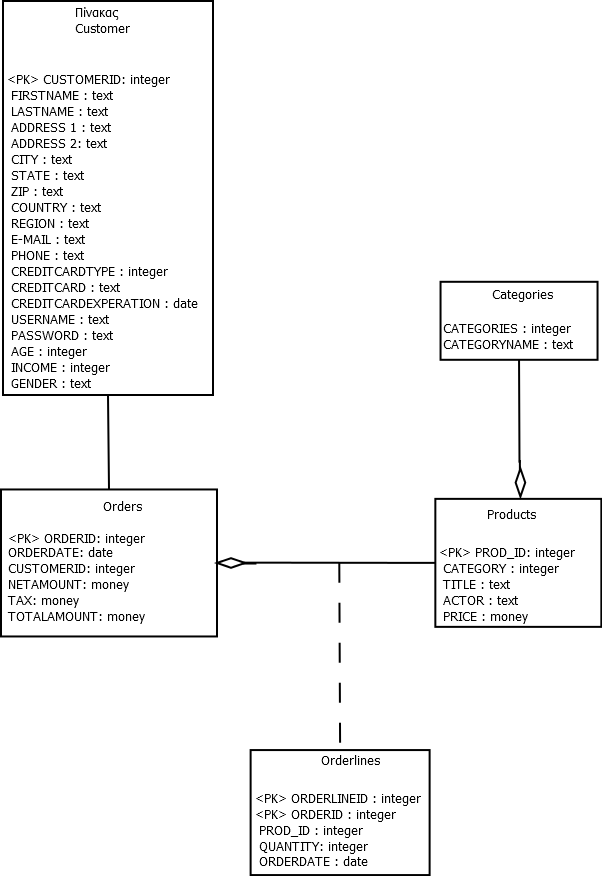 Πίνακας
Customer
<PK> CUSTOMERID: integer
FIRSTNAME : text
LASTNAME : text
ADDRESS 1 : text
ADDRESS 2: text
CITY : text
STATE : text
ZIP : text
COUNTRY : text
REGION : text
E-MAIL : text
PHONE : text
CREDITCARDTYPE : integer
CREDITCARD : text
CREDITCARDEXPERATION : date
USERNAME : text
PASSWORD : text
AGE : integer
INCOME : integer
GENDER : text
Categories
CATEGORIES : integer
CATEGORYNAME : text
Orders
<PK> ORDERID: integer
ORDERDATE: date
CUSTOMERID: integer
NETAMOUNT: money
TAX: money
TOTALAMOUNT: money
Products
<PK> PROD_ID: integer
CATEGORY : integer
TITLE : text
ACTOR : text
PRICE : money
Orderlines
<PK> ORDERLINEID : integer
<PK> ORDERID : integer
PROD_ID : integer
QUANTITY: integer
ORDERDATE : date